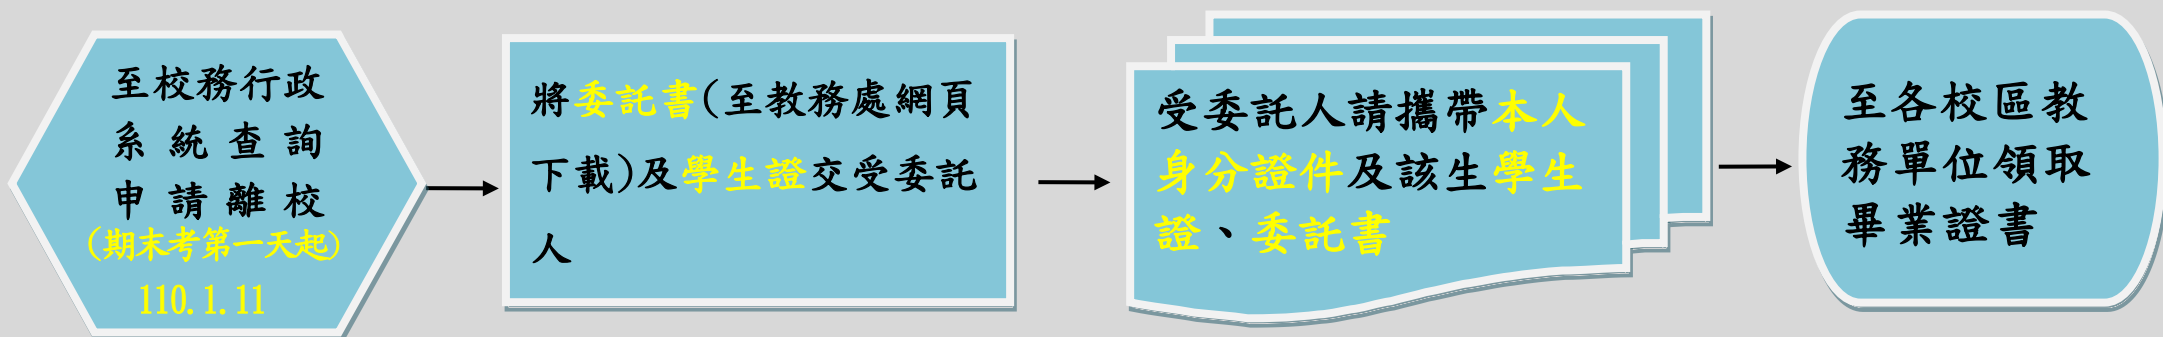 至校務行政
系統查詢
申請離校
(期末考第一天起)
110.1.11
將委託書(至教務處網頁
下載)及學生證交受委託
人
受委託人請攜帶本人
身分證件及該生學生
證、委託書
至各校區教
務單位領取
畢業證書